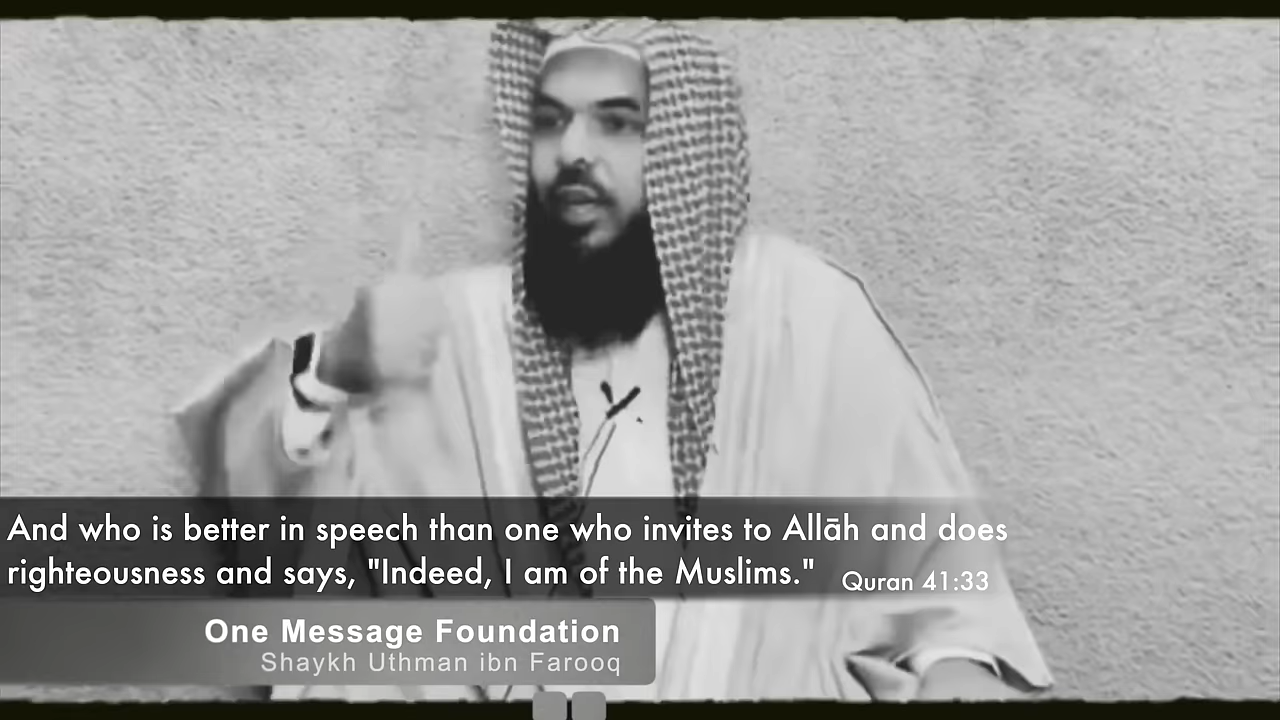 And who is better in speech than one who invites to Allāh and does
righteousness and says, "Indeed, I am of the Muslims." Quran 41:33
One Message Foundation
Shaykh Uthman ibn Farooq